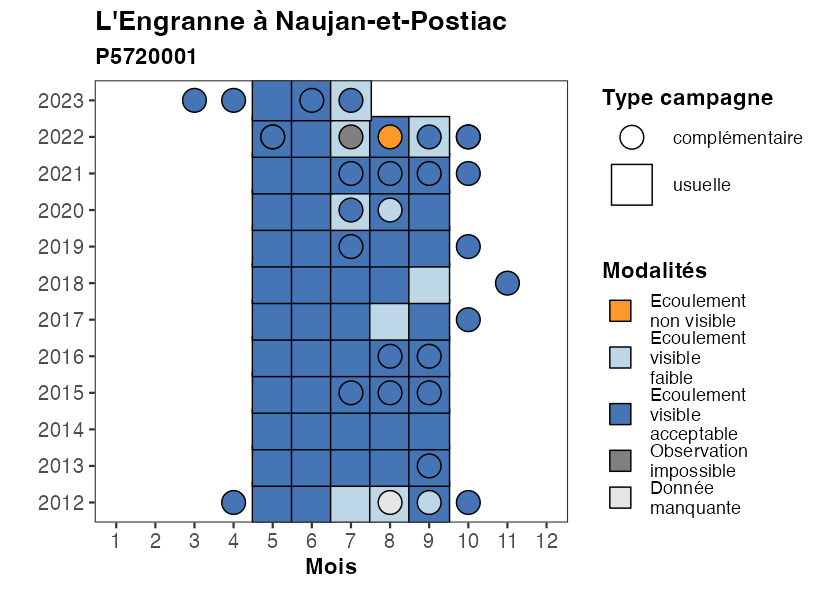 L'Engranne à Naujan-et-Postiac
P5720001
2023
2022
2021
2020
2019
2018
2017
2016
2015
2014
2013
2012
1 2 3 4 5 6 7 8 9 10 11 12
Mois
Type campagne
complémentaire
usuelle
Modalités
Ecoulement
non visible
Ecoulement
visible
faible
Ecoulement
visible
acceptable
Observation
impossible
Donnée
manquante